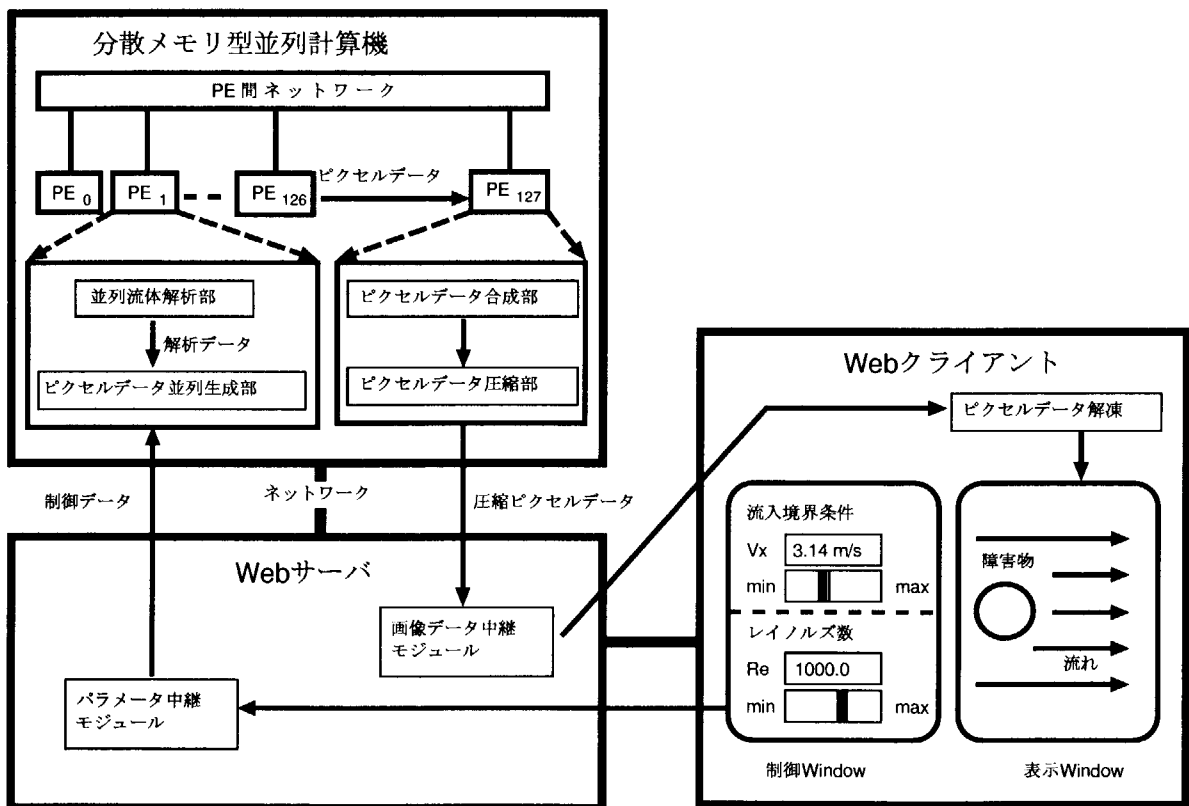 分散メモリ型並列計算機
PE間ネットワーク
PE 0
PE 1
PE 126
ピクセルデータ
PE 127
並列流体解析部
解析データ
ピクセルデータ並列生成部
ピクセルデータ合成部
ピクセルデータ圧縮部
制御データ
ネットワーク
圧縮ピクセルデータ
Webサーバ
画像データ中継
モジュール
パラメータ中継
モジュール
Webクライアント
ピクセルデータ解凍
流入境界条件
Vx
3.14 m/s
min
max
レイノルズ数
Re
1000.0
min
max
制御Window
障害物
流れ
表示Window